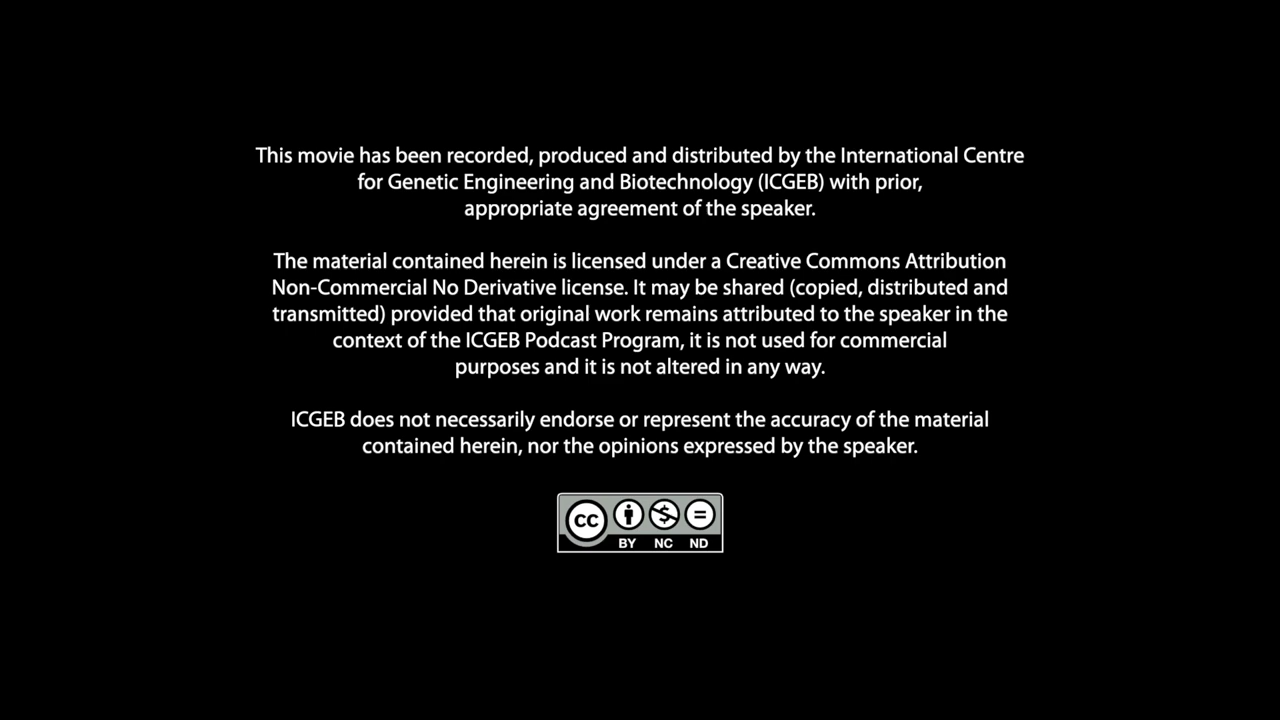 This movie has been recorded, produced and distributed by the International Centre
for Genetic Engineering and Biotechnology (ICGEB) with prior,
appropriate agreement of the speaker.
The material contained herein is licensed under a Creative Commons Attribution
Non-Commercial No Derivative license. It may be shared (copied, distributed and
transmitted) provided that original work remains attributed to the speaker in the
context of the ICGEB Podcast Program, it is not used for commercial
purposes and it is not altered in any way.
ICGEB does not necessarily endorse or represent the accuracy of the material
contained herein, nor the opinions expressed by the speaker.
CC
BY NC ND